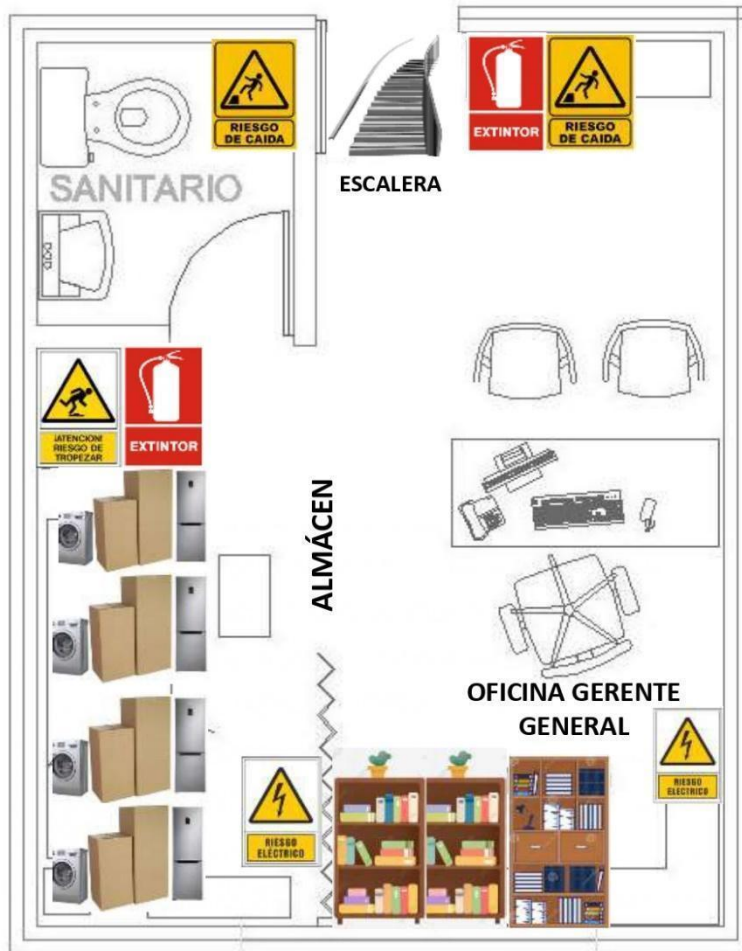 RIESGO
DE CAIDA
EXTINTOR
RIESGO
DE CAIDA
ESCALERA
SANITARIO
¡ATENCION!
RIESGO DE
TROPEZAR
EXTINTOR
ALMÁCEN
OFICINA GERENTE
GENERAL
RIESGO
ELÉCTRICO
RIESGO
ELÉCTRICO